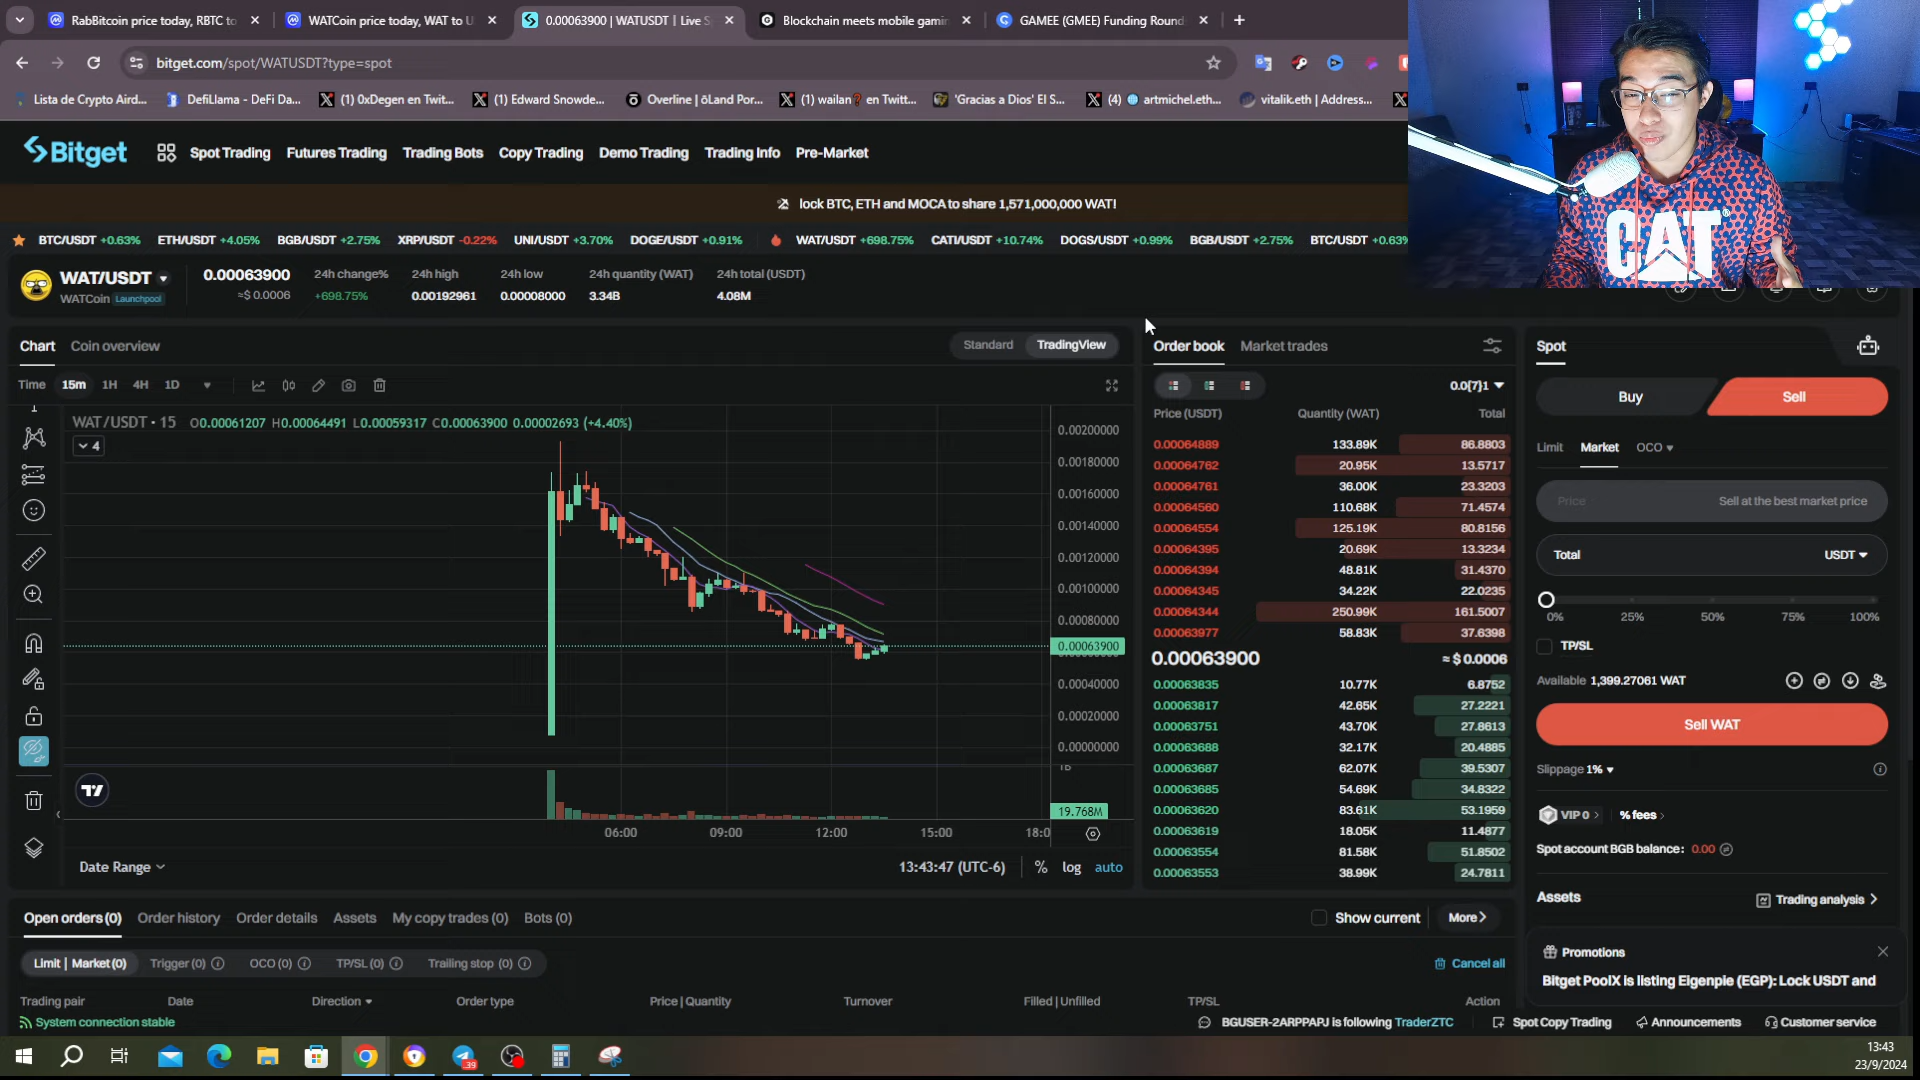 RabBitcoin price today, RBTC to
WATCoin price today, WAT to U
0.00063900 | WATUSDT | Live S
Blockchain meets mobile gamin
GAMEE (GMEE) Funding Round
bitget.com/spot/WATUSDT?type=spot
Lista de Crypto Aird...
DefiLlama - DeFi Da...
(1) 0xDegen en Twit...
(1) Edward Snowde...
Overline | ōLand Por...
(1) wailan❓ en Twitt...
'Gracias a Dios' El S...
(4) 🌐 artmichel.eth...
vitalik.eth | Address...
Bitget
Spot Trading
Futures Trading
Trading Bots
Copy Trading
Demo Trading
Trading Info
Pre-Market
lock BTC, ETH and MOCA to share 1,571,000,000 WAT!
BTC/USDT +0.63%
ETH/USDT +4.05%
BGB/USDT +2.75%
XRP/USDT -0.22%
UNI/USDT +3.70%
DOGE/USDT +0.91%
WAT/USDT +698.75%
CATI/USDT +10.74%
DOGS/USDT +0.99%
BGB/USDT +2.75%
BTC/USDT +0.63%
CAT
WAT/USDT
WATCoin Launchpool
0.00063900
≈$ 0.0006
24h change%
+698.75%
24h high
0.00192961
24h low
0.00008000
24h quantity (WAT)
3.34B
24h total (USDT)
4.08M
Chart
Coin overview
Standard
TradingView
Time 15m 1H 4H 1D
WAT/USDT · 15 O0.00061207 H0.00064491 L0.00059317 C0.00063900 0.00002693 (+4.40%)
4
0.00200000
0.00180000
0.00160000
0.00140000
0.00120000
0.00100000
0.00080000
0.00063900
0.00040000
0.00020000
0.00000000
1B
19.768M
06:00 09:00 12:00 15:00 18:0
Date Range
13:43:47 (UTC-6)
% log auto
Order book
Market trades
0.0{7}1
Price (USDT) Quantity (WAT) Total
0.00064889 133.89K 86.8803
0.00064762 20.95K 13.5717
0.00064761 36.00K 23.3203
0.00064560 110.68K 71.4574
0.00064554 125.19K 80.8156
0.00064395 20.69K 13.3234
0.00064394 48.81K 31.4370
0.00064345 34.22K 22.0235
0.00064344 250.99K 161.5007
0.00063977 58.83K 37.6398
0.00063900 ≈ $ 0.0006
0.00063835 10.77K 6.8752
0.00063817 42.65K 27.2221
0.00063751 43.70K 27.8613
0.00063688 32.17K 20.4885
0.00063687 62.07K 39.5307
0.00063685 54.69K 34.8322
0.00063620 83.61K 53.1959
0.00063619 18.05K 11.4877
0.00063554 81.58K 51.8502
0.00063553 38.99K 24.7811
Spot
Buy
Sell
Limit Market OCO
Price Sell at the best market price
Total USDT
0% 25% 50% 75% 100%
TP/SL
Available 1,399.27061 WAT
Sell WAT
Slippage 1%
VIP 0 % fees
Spot account BGB balance: 0.00
Assets
Trading analysis
Promotions
Bitget PoolX is listing Eigenpie (EGP): Lock USDT and
Open orders (0)
Order history
Order details
Assets
My copy trades (0)
Bots (0)
Show current
More
Limit | Market (0)
Trigger (0)
OCO (0)
TP/SL (0)
Trailing stop (0)
Cancel all
Trading pair
Date
Direction
Order type
Price | Quantity
Turnover
Filled | Unfilled
TP/SL
Action
System connection stable
BGUSER-2ARPPAPJ is following TraderZTC
Spot Copy Trading
Announcements
Customer service
39
13:43
23/9/2024